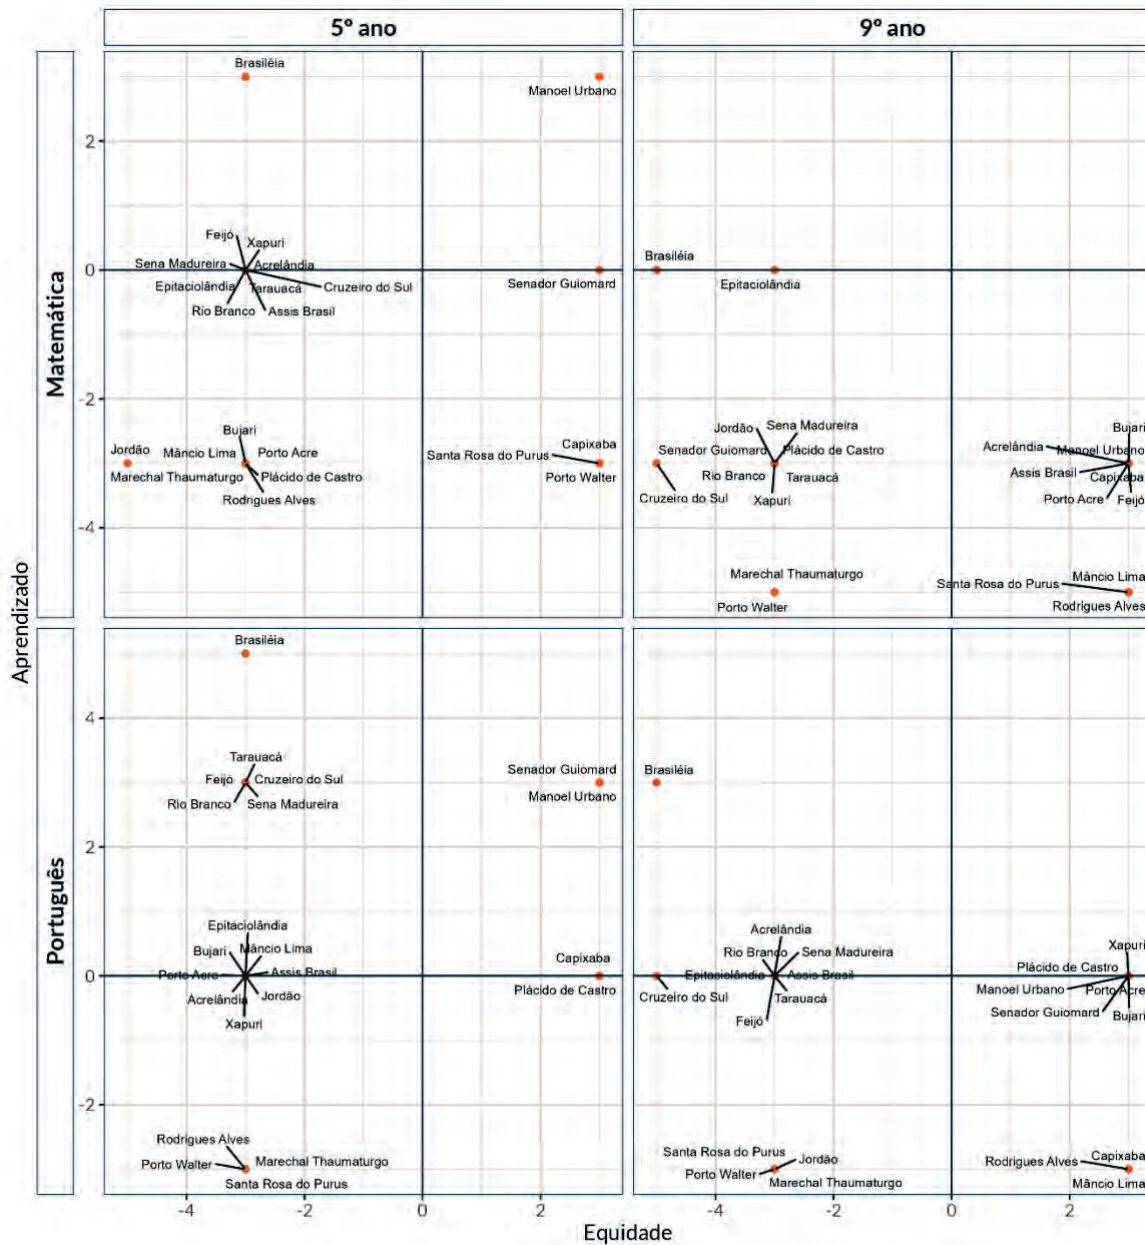 5º ano
9º ano
Matemática
Brasiléia
Manoel Urbano
2
Feijó
Xapuri
Sena Madureira
Acrelândia
0
Epitaciolândia
Tarauacá
Cruzeiro do Sul
Senador Guiomard
Rio Branco
Assis Brasil
-2
Bujari
Jordão
Mâncio Lima
Porto Acre
Capixaba
Santa Rosa do Purus
Marechal Thaumaturgo
Plácido de Castro
Porto Walter
Rodrigues Alves
-4
Brasiléia
Epitaciolândia
Jordão
Sena Madureira
Bujari
Acrelândia
Senador Guiomard
Plácido de Castro
Manoel Urbano
Rio Branco
Tarauacá
Assis Brasil
Capixaba
Cruzeiro do Sul
Xapuri
Porto Acre
Feijó
Marechal Thaumaturgo
Santa Rosa do Purus
Mâncio Lima
Porto Walter
Rodrigues Alves
Aprendizado
Português
Brasiléia
4
Tarauacá
Feijó
Cruzeiro do Sul
Rio Branco
Sena Madureira
Senador Guiomard
Manoel Urbano
2
Epitaciolândia
Bujari
Mâncio Lima
Porto Acre
Assis Brasil
0
Acrelândia
Jordão
Xapuri
Capixaba
Plácido de Castro
-2
Rodrigues Alves
Porto Walter
Marechal Thaumaturgo
Santa Rosa do Purus
Brasiléia
Acrelândia
Rio Branco
Sena Madureira
Xapuri
Epitaciolândia
Assis Brasil
Plácido de Castro
Cruzeiro do Sul
Tarauacá
Manoel Urbano
Porto Acre
Feijó
Senador Guiomard
Bujari
Santa Rosa do Purus
Jordão
Porto Walter
Marechal Thaumaturgo
Capixaba
Rodrigues Alves
Mâncio Lima
-4 -2 0 2
-4 -2 0 2
Equidade